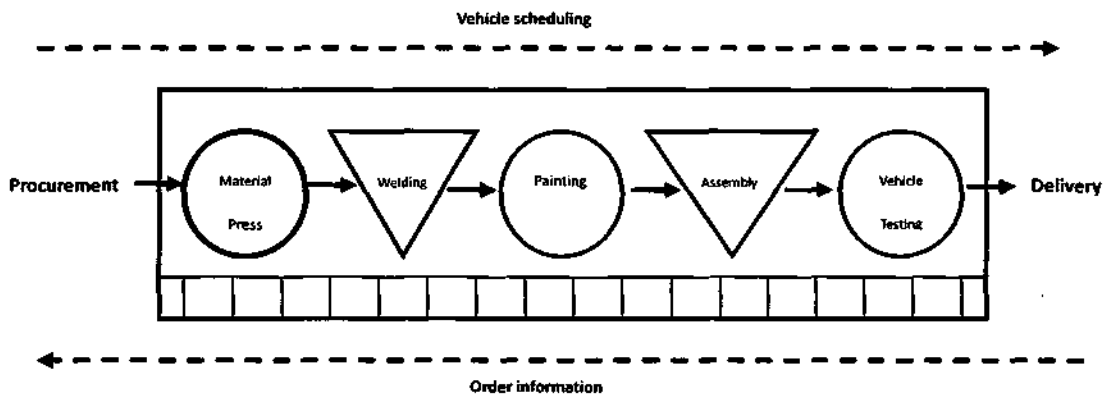 Vehicle scheduling
Procurement
Material
Press
Welding
Painting
Assembly
Vehicle
Testing
Delivery
Order information